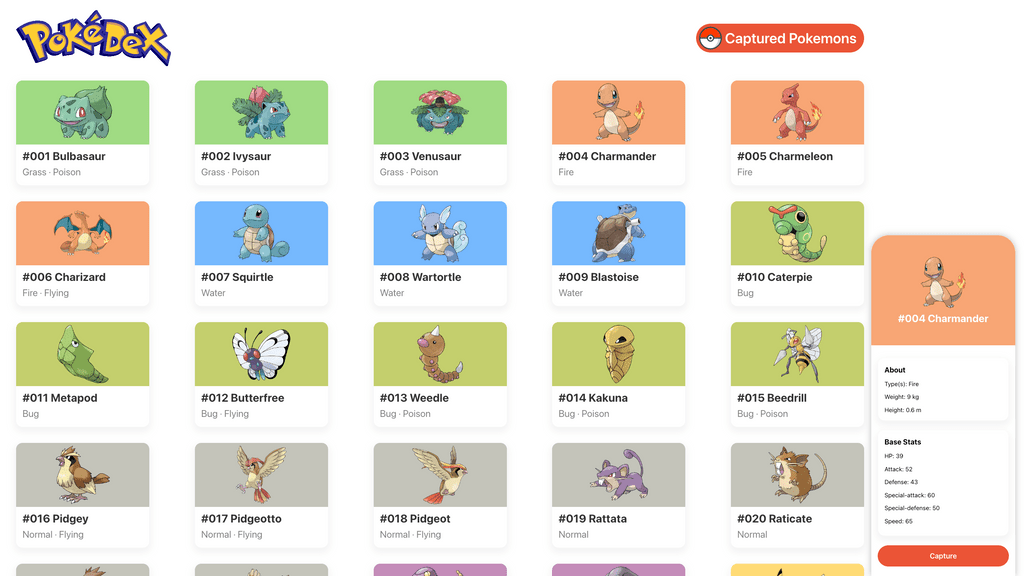 PoKéDeX
Captured Pokemons
#001 Bulbasaur
Grass · Poison
#002 Ivysaur
Grass · Poison
#003 Venusaur
Grass · Poison
#004 Charmander
Fire
#005 Charmeleon
Fire
#006 Charizard
Fire · Flying
#007 Squirtle
Water
#008 Wartortle
Water
#009 Blastoise
Water
#010 Caterpie
Bug
#011 Metapod
Bug
#012 Butterfree
Bug · Flying
#013 Weedle
Bug · Poison
#014 Kakuna
Bug · Poison
#015 Beedrill
Bug · Poison
#016 Pidgey
Normal · Flying
#017 Pidgeotto
Normal · Flying
#018 Pidgeot
Normal · Flying
#019 Rattata
Normal
#020 Raticate
Normal
#004 Charmander
About
Type(s): Fire
Weight: 9 kg
Height: 0.6 m
Base Stats
HP: 39
Attack: 52
Defense: 43
Special-attack: 60
Special-defense: 50
Speed: 65
Capture